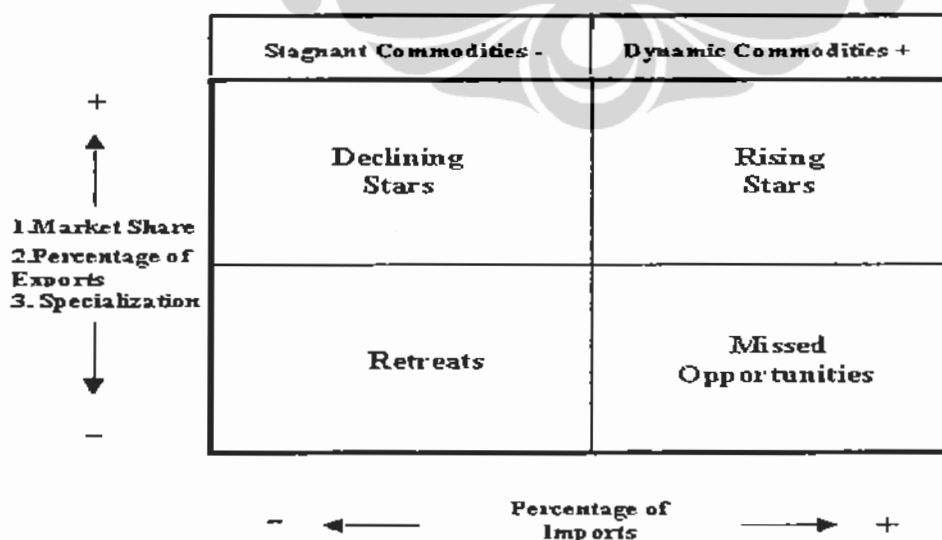 Stagnant Commodities -
Dynamic Commodities +
+
Declining
Stars
Rising
Stars
1.Market Share
2.Percentage of
Exports
3. Specialization
Retreats
Missed
Opportunities
–
- Percentage of +
Imports